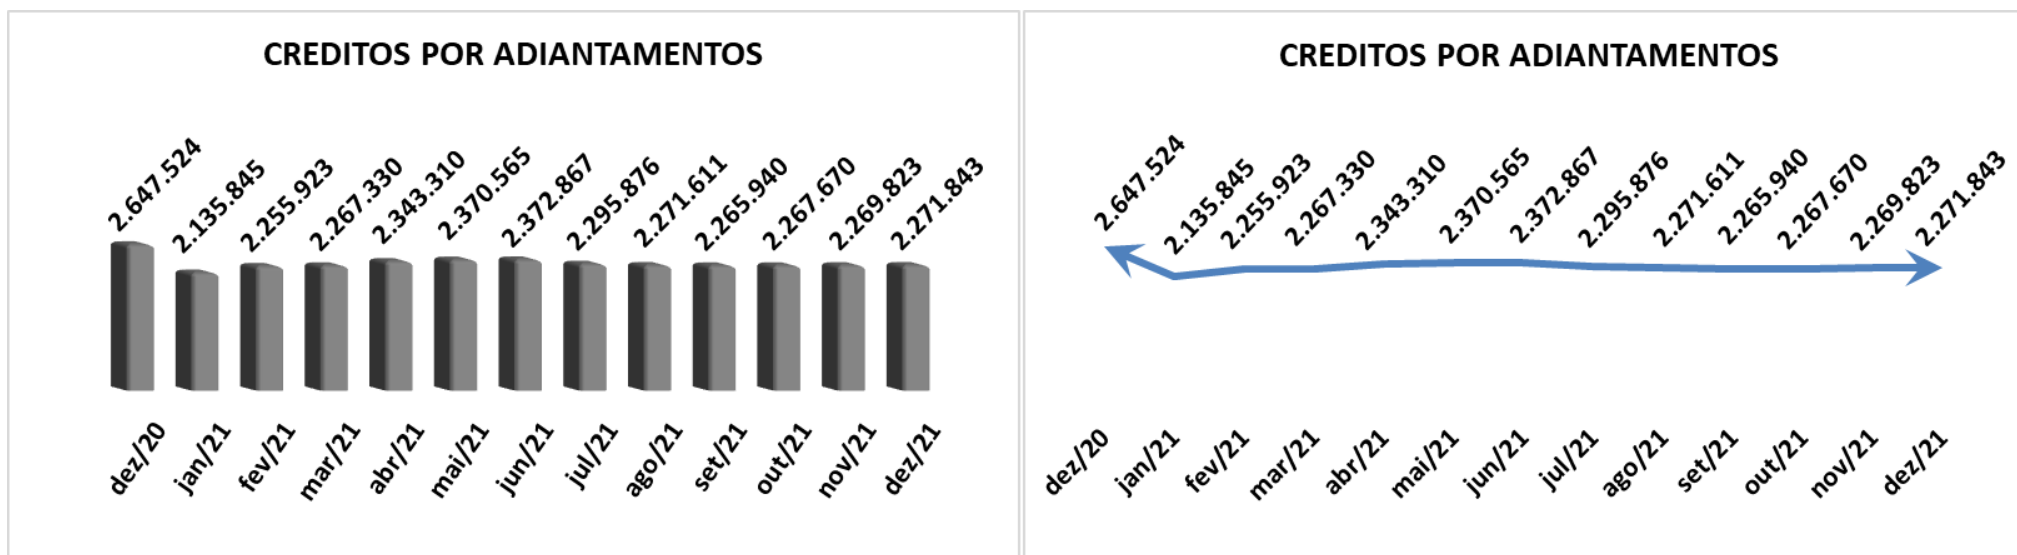 CREDITOS POR ADIANTAMENTOS
2.647.524
2.135.845
2.255.923
2.267.330
2.343.310
2.370.565
2.372.867
2.295.876
2.271.611
2.265.940
2.267.670
2.269.823
2.271.843
dez/20
jan/21
fev/21
mar/21
abr/21
mai/21
jun/21
jul/21
ago/21
set/21
out/21
nov/21
dez/21
CREDITOS POR ADIANTAMENTOS
2.647.524
2.135.845
2.255.923
2.267.330
2.343.310
2.370.565
2.372.867
2.295.876
2.271.611
2.265.940
2.267.670
2.269.823
2.271.843
dez/20
jan/21
fev/21
mar/21
abr/21
mai/21
jun/21
jul/21
ago/21
set/21
out/21
nov/21
dez/21